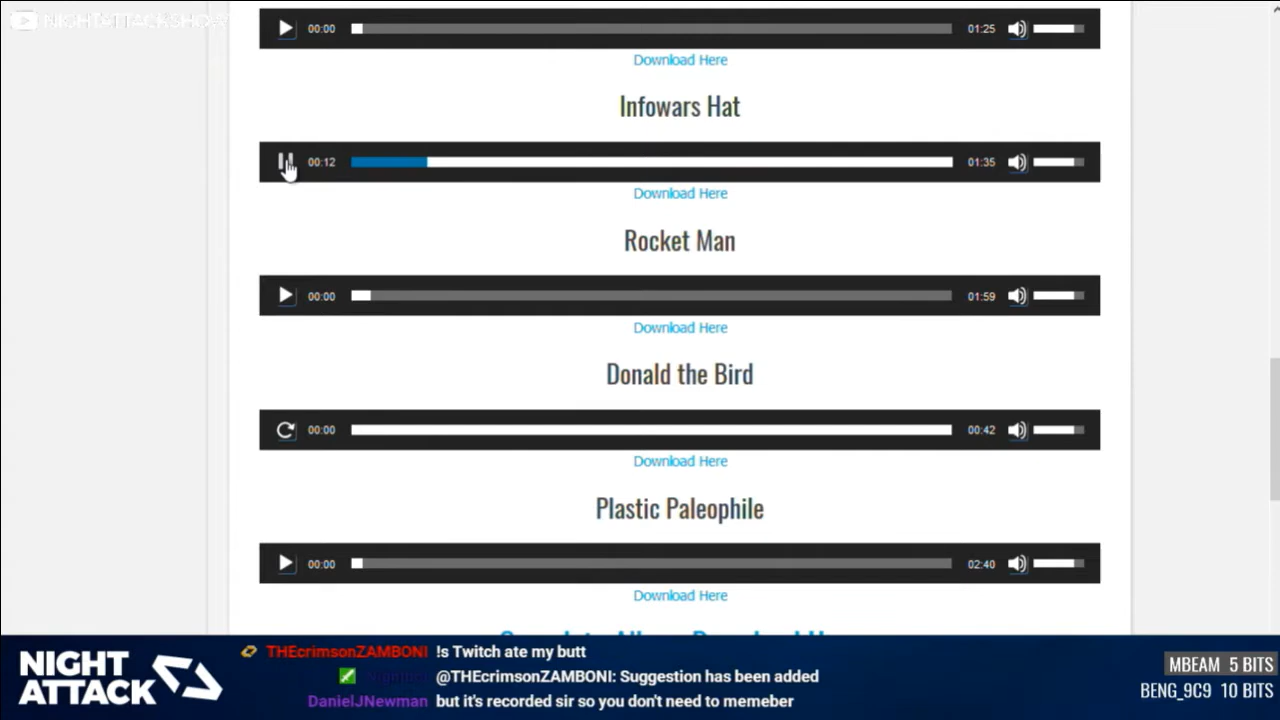 NIGHTATTACKSHOW
00:00 01:25
Download Here
Infowars Hat
00:12 01:35
Download Here
Rocket Man
00:00 01:59
Download Here
Donald the Bird
00:00 00:42
Download Here
Plastic Paleophile
00:00 02:40
Download Here
NIGHT
ATTACK
THEcrimsonZAMBONI !s Twitch ate my butt
Nightbot @THEcrimsonZAMBONI: Suggestion has been added
DanielJNewman but it's recorded sir so you don't need to memeber
MBEAM 5 BITS
BENG_9C9 10 BITS